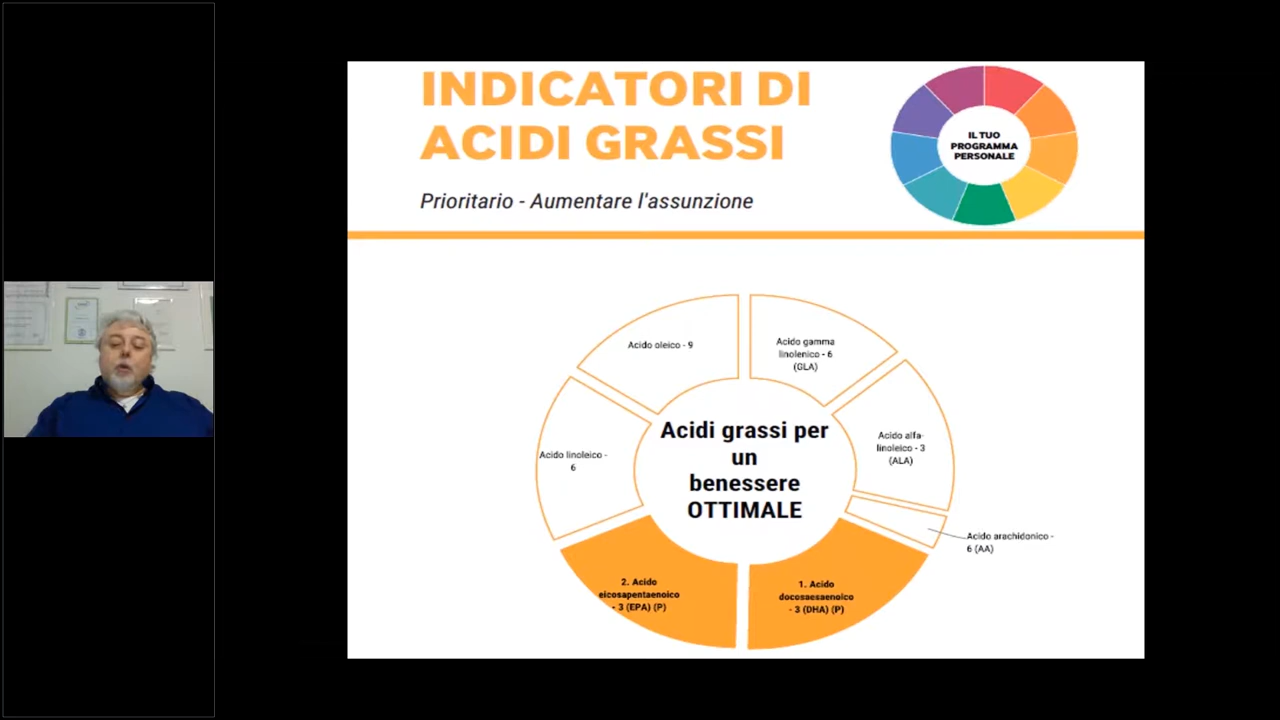 INDICATORI DI
ACIDI GRASSI
Prioritario - Aumentare l'assunzione
IL TUO
PROGRAMMA
PERSONALE
Acido oleico - 9
Acido gamma
linolenico - 6
(GLA)
Acido linoleico -
6
Acido alfa-
linoleico - 3
(ALA)
Acidi grassi per
un
benessere
OTTIMALE
Acido arachidonico -
6 (AA)
2. Acido
eicosapentaenoico
- 3 (EPA) (P)
1. Acido
docosaesaenoico
- 3 (DHA) (P)